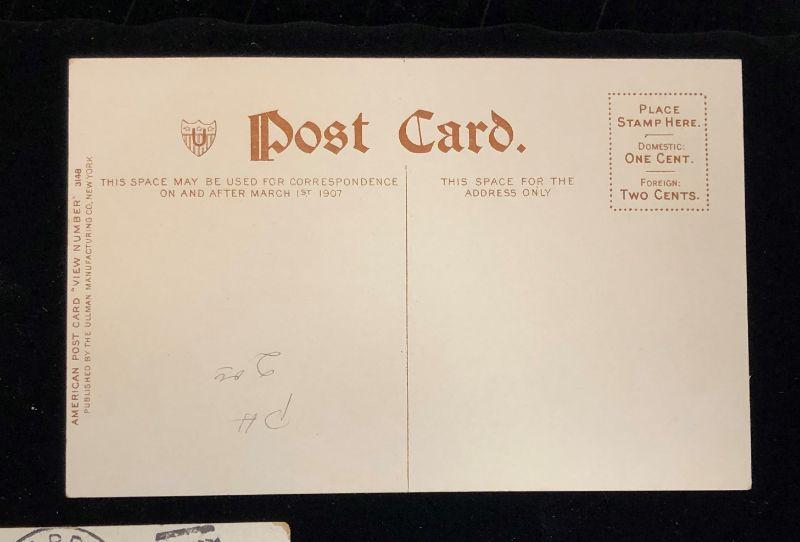 U
Post Card.
THIS SPACE MAY BE USED FOR CORRESPONDENCE
ON AND AFTER MARCH 1ST 1907
THIS SPACE FOR THE
ADDRESS ONLY
PLACE
STAMP HERE.
DOMESTIC:
ONE CENT.
FOREIGN:
TWO CENTS.
AMERICAN POST CARD "VIEW NUMBER" 3148
PUBLISHED BY THE ULLMAN MANUFACTURING CO, NEW YORK
PH